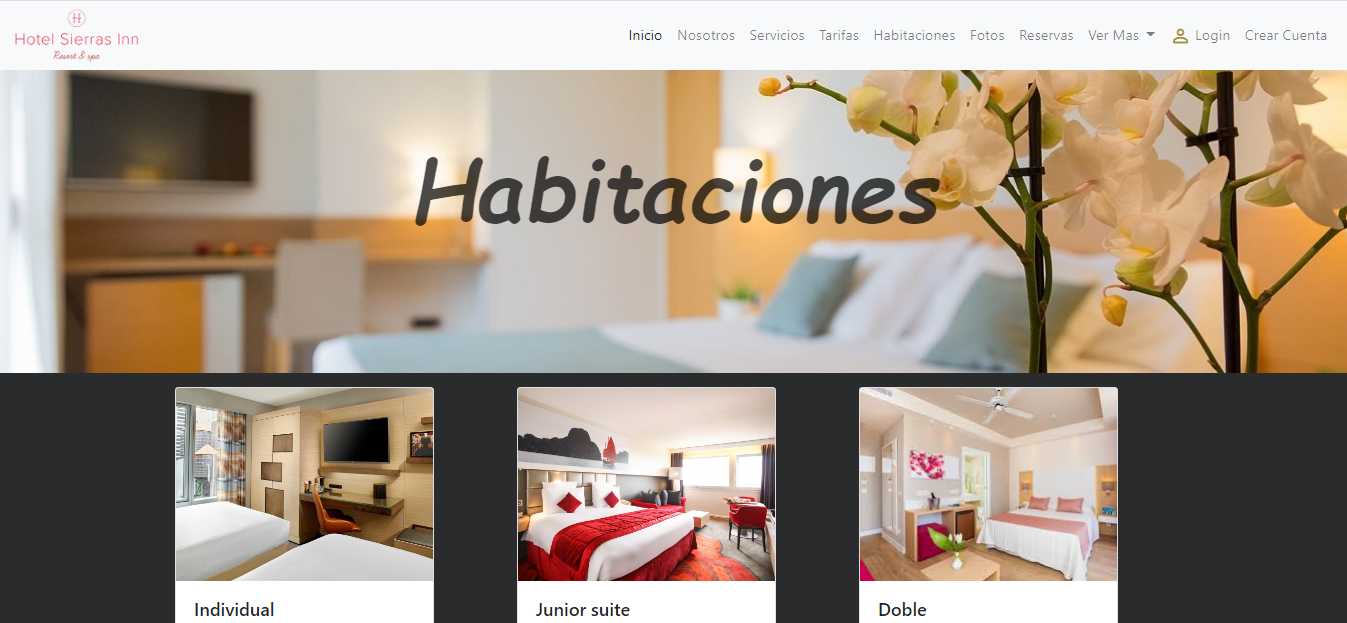 Hotel Sierras Inn
Resort & spa
Inicio Nosotros Servicios Tarifas Habitaciones Fotos Reservas Ver Mas Login Crear Cuenta
Habitaciones
Individual Junior suite Doble